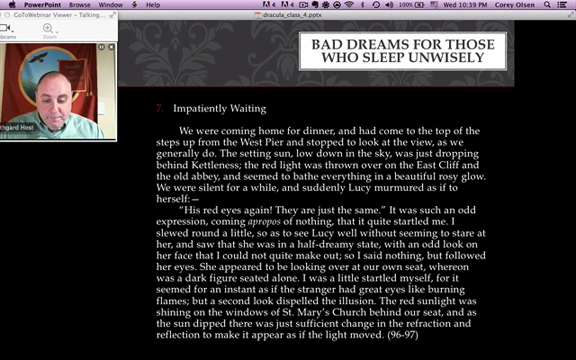 PowerPoint Browse Window Help
(100%) Wed 10:39 PM Corey Olsen
GoToWebinar Viewer – Talking...
dracula_class_4.pptx
Zoom
BAD DREAMS FOR THOSE
WHO SLEEP UNWISELY
7. Impatiently Waiting
We were coming home for dinner, and had come to the top of the
steps up from the West Pier and stopped to look at the view, as we
generally do. The setting sun, low down in the sky, was just dropping
behind Kettleness; the red light was thrown over on the East Cliff and
the old abbey, and seemed to bathe everything in a beautiful rosy glow.
We were silent for a while, and suddenly Lucy murmured as if to
herself:—
"His red eyes again! They are just the same." It was such an odd
expression, coming apropos of nothing, that it quite startled me. I
slewed round a little, so as to see Lucy well without seeming to stare at
her, and saw that she was in a half-dreamy state, with an odd look on
her face that I could not quite make out; so I said nothing, but followed
her eyes. She appeared to be looking over at our own seat, whereon
was a dark figure seated alone. I was a little startled myself, for it
seemed for an instant as if the stranger had great eyes like burning
flames; but a second look dispelled the illusion. The red sunlight was
shining on the windows of St. Mary's Church behind our seat, and as
the sun dipped there was just sufficient change in the refraction and
reflection to make it appear as if the light moved. (96-97)
Host